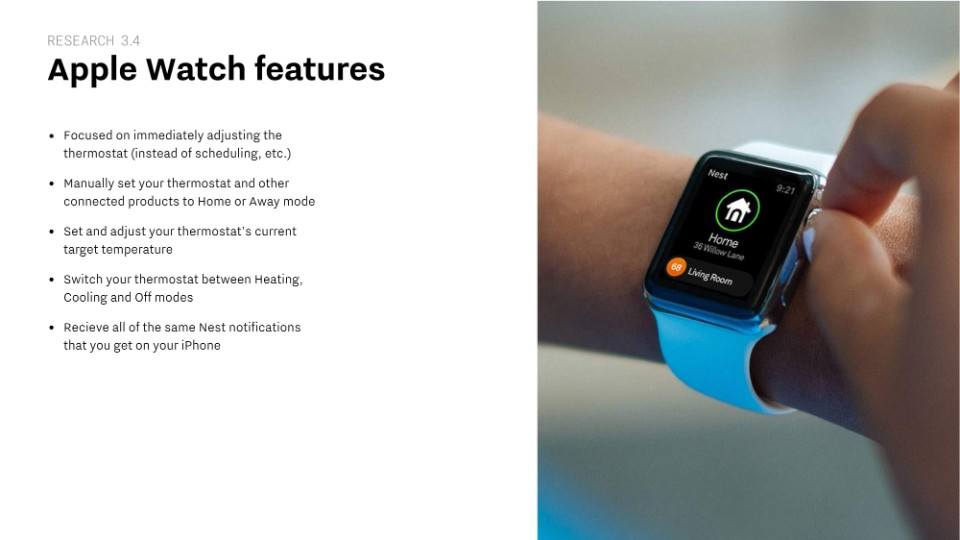 RESEARCH 3.4
Apple Watch features
• Focused on immediately adjusting the
thermostat (instead of scheduling, etc.)
• Manually set your thermostat and other
connected products to Home or Away mode
• Set and adjust your thermostat's current
target temperature
• Switch your thermostat between Heating,
Cooling and Off modes
• Recieve all of the same Nest notifications
that you get on your iPhone
Nest
9:21
Home
36 Willow Lane
68 Living Room